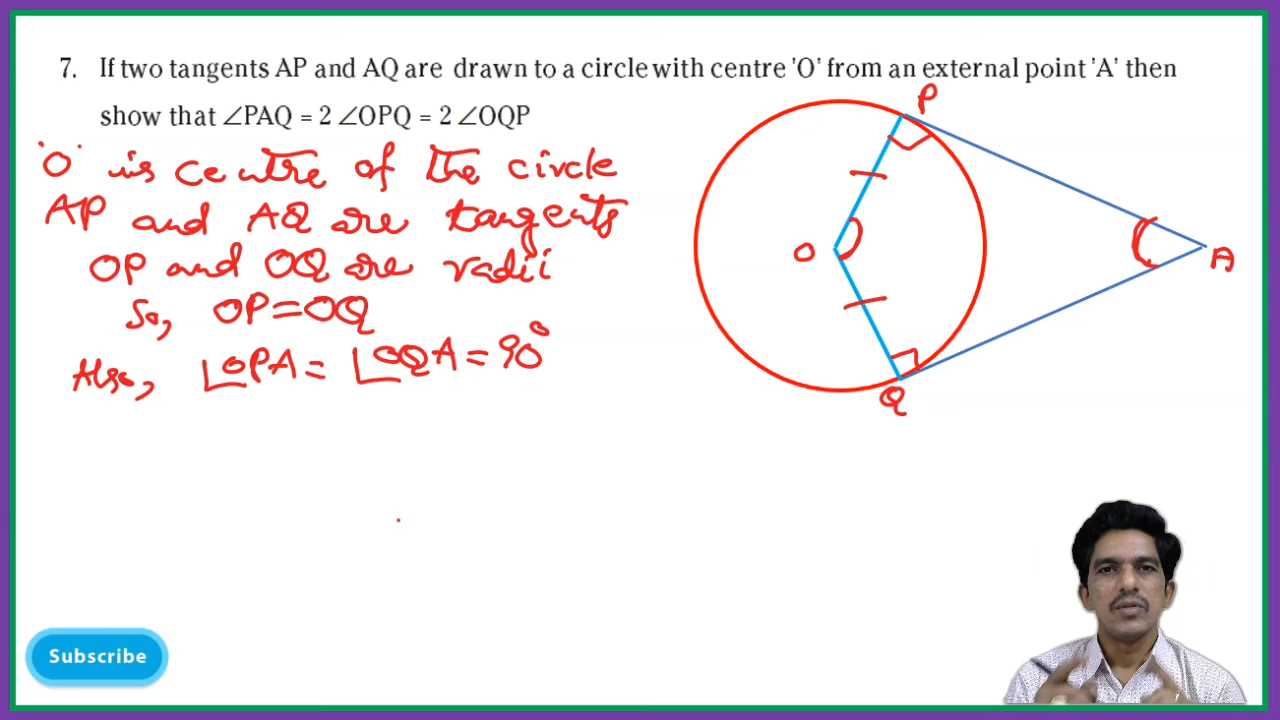 7. If two tangents AP and AQ are drawn to a circle with centre 'O' from an external point 'A' then
show that ∠PAQ = 2 ∠OPQ = 2 ∠OQP
'O' is centre of the circle
AP and AQ are tangents
OP and OQ are radii
So, OP=OQ
Also, ∠OPA = ∠OQA = 90°
P
O
A
Q
Subscribe